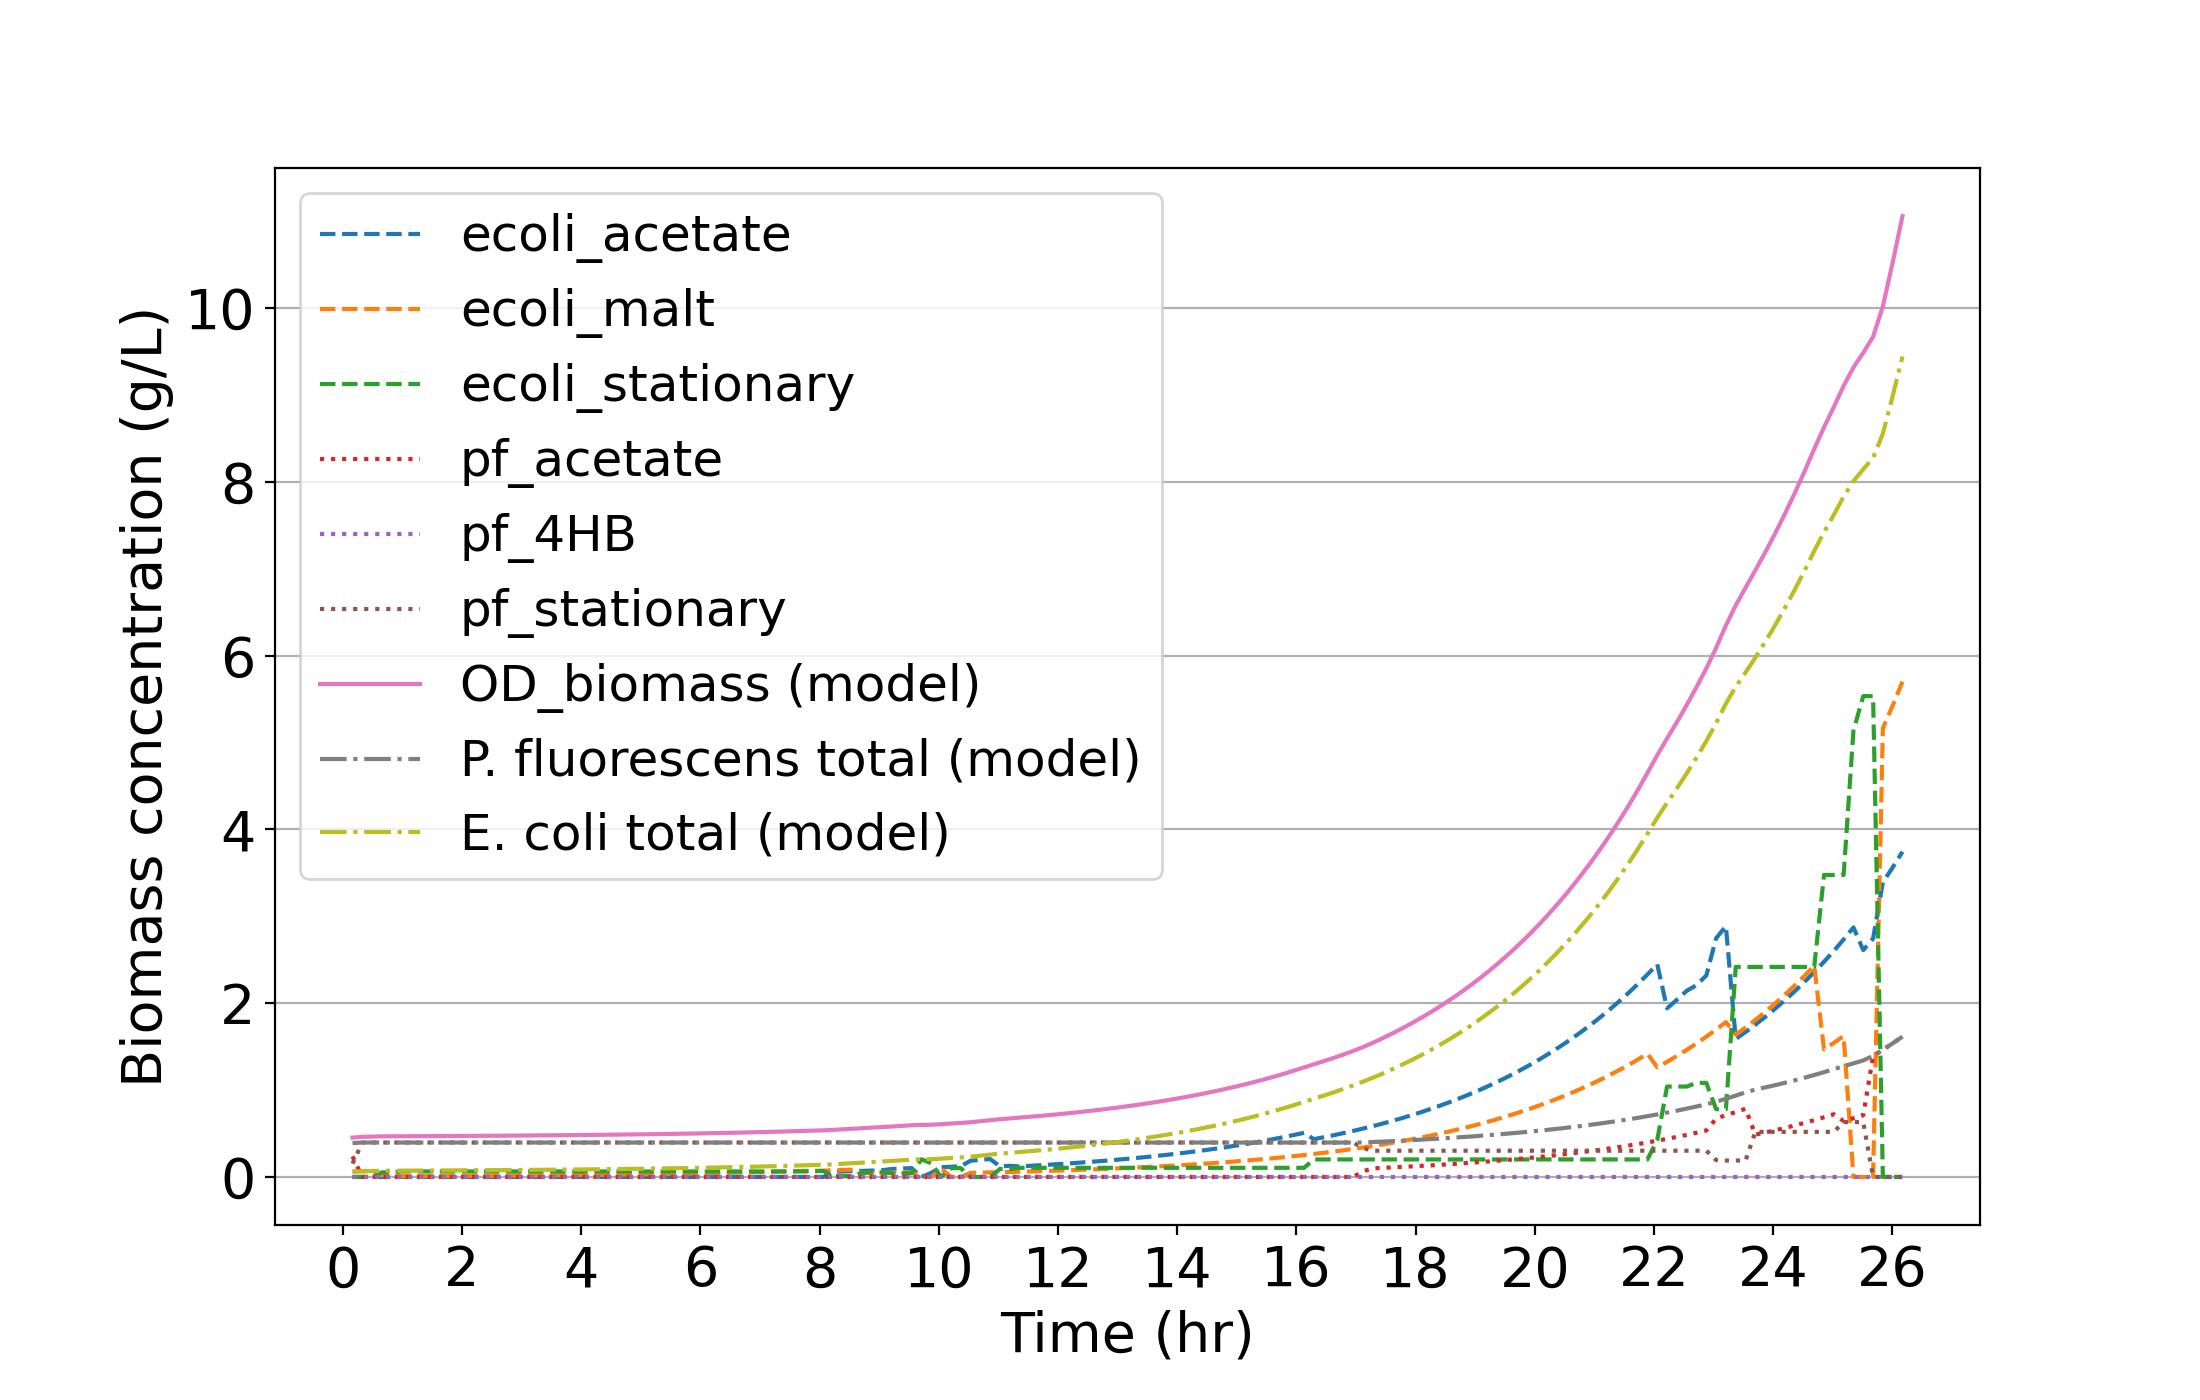 ecoli_acetate
ecoli_malt
ecoli_stationary
pf_acetate
pf_4HB
pf_stationary
OD_biomass (model)
P. fluorescens total (model)
E. coli total (model)
Biomass concentration (g/L)
10
8
6
4
2
0
0 2 4 6 8 10 12 14 16 18 20 22 24 26
Time (hr)